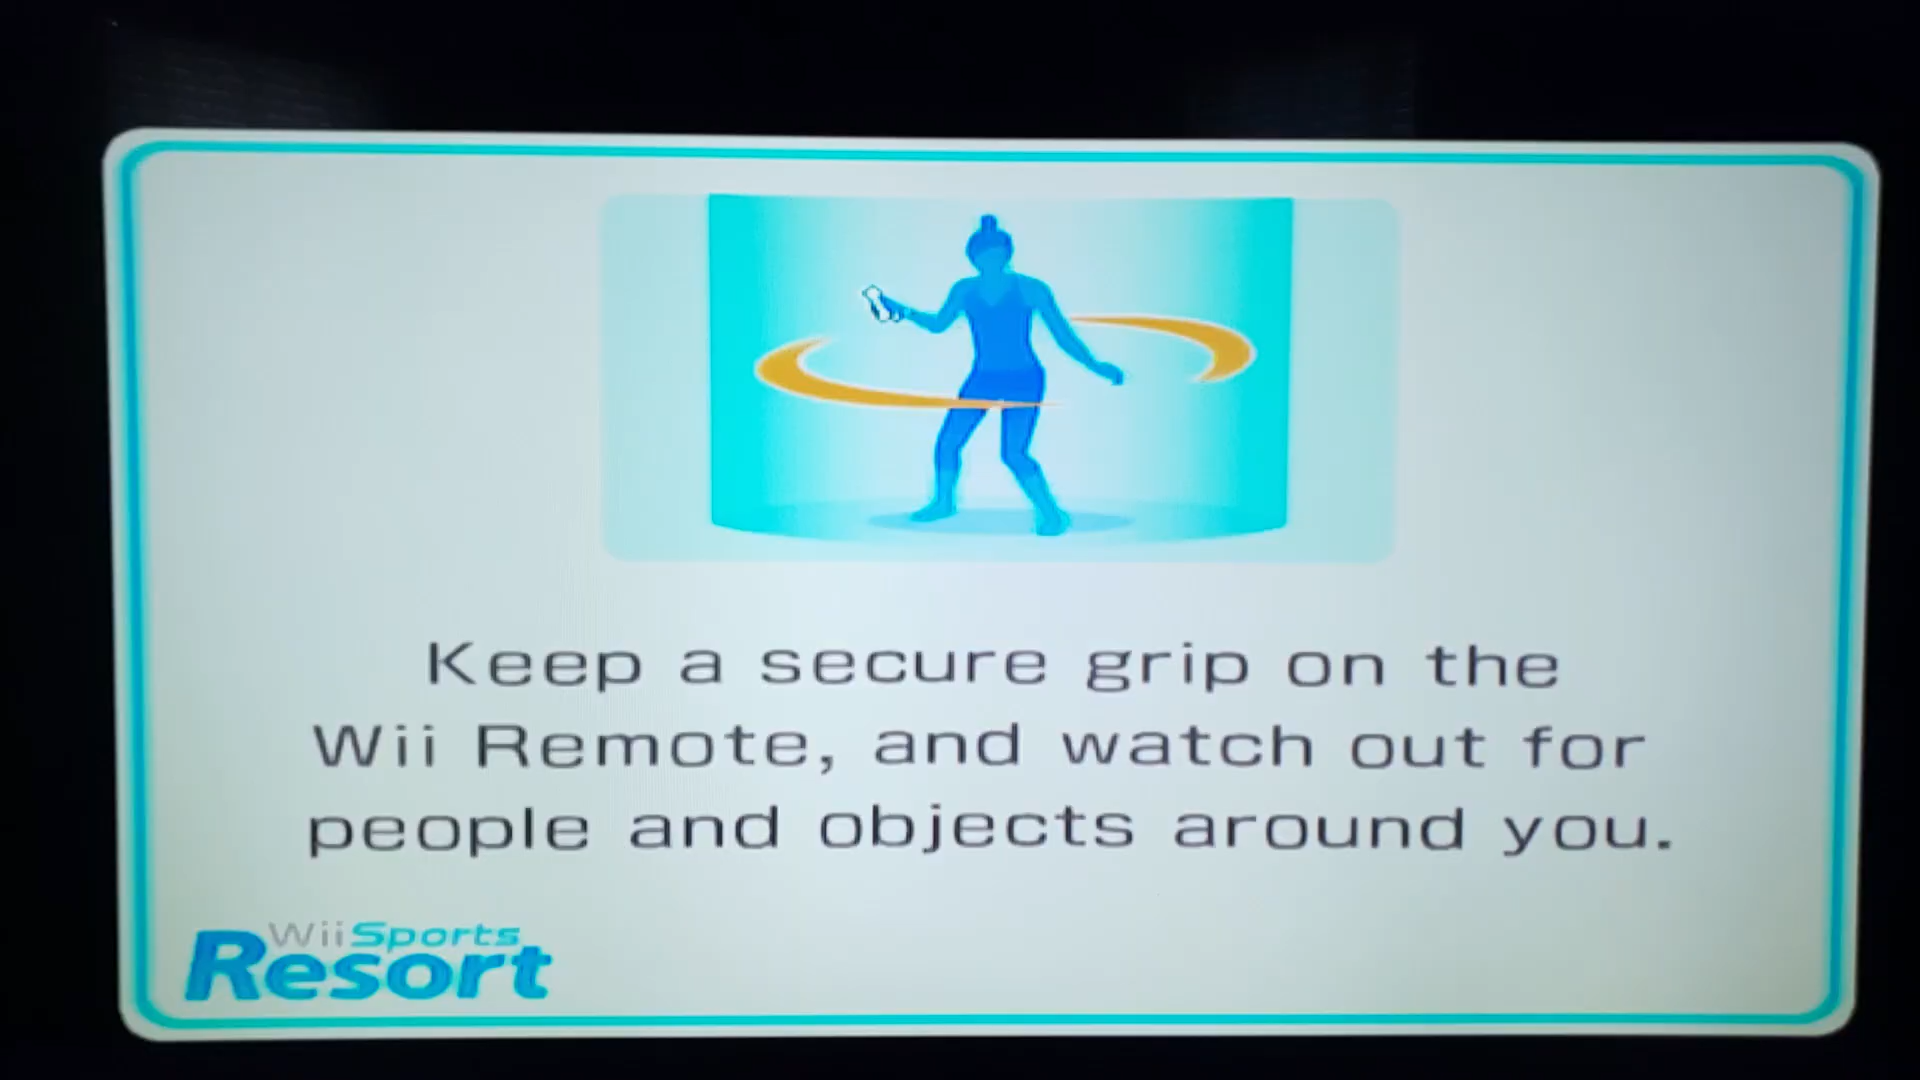 Keep a secure grip on the
Wii Remote, and watch out for
people and objects around you.
Wii Sports
Resort